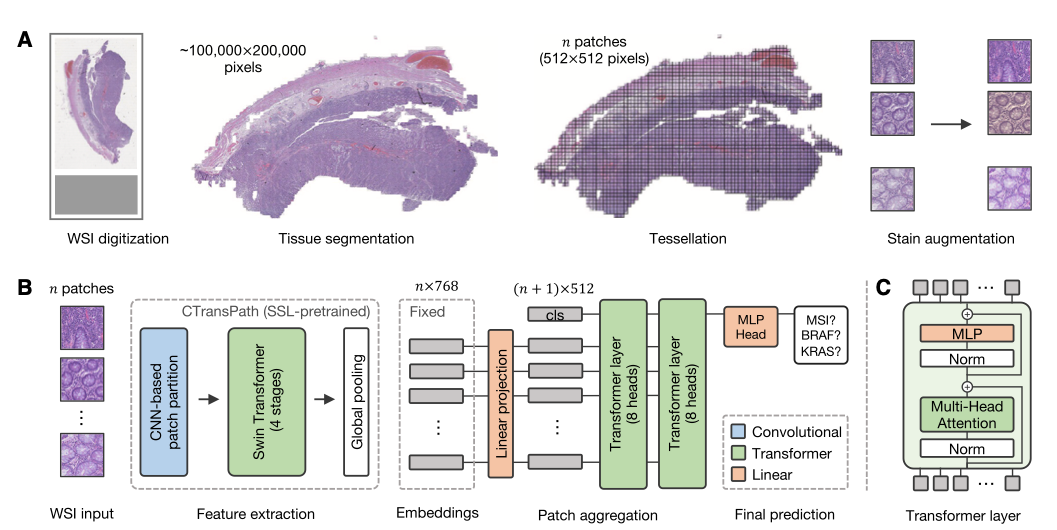 A
~100,000×200,000
pixels
n patches
(512×512 pixels)
WSI digitization
Tissue segmentation
Tessellation
Stain augmentation
B
n patches
WSI input
CTransPath (SSL-pretrained)
CNN-based
patch partition
Swin Transformer
(4 stages)
Global pooling
Feature extraction
n×768
Fixed
Embeddings
Linear projection
(n + 1)×512
cls
Transformer layer
(8 heads)
Transformer layer
(8 heads)
Patch aggregation
MLP
Head
MSI?
BRAF?
KRAS?
Convolutional
Transformer
Linear
Final prediction
C
MLP
Norm
Multi-Head
Attention
Norm
Transformer layer